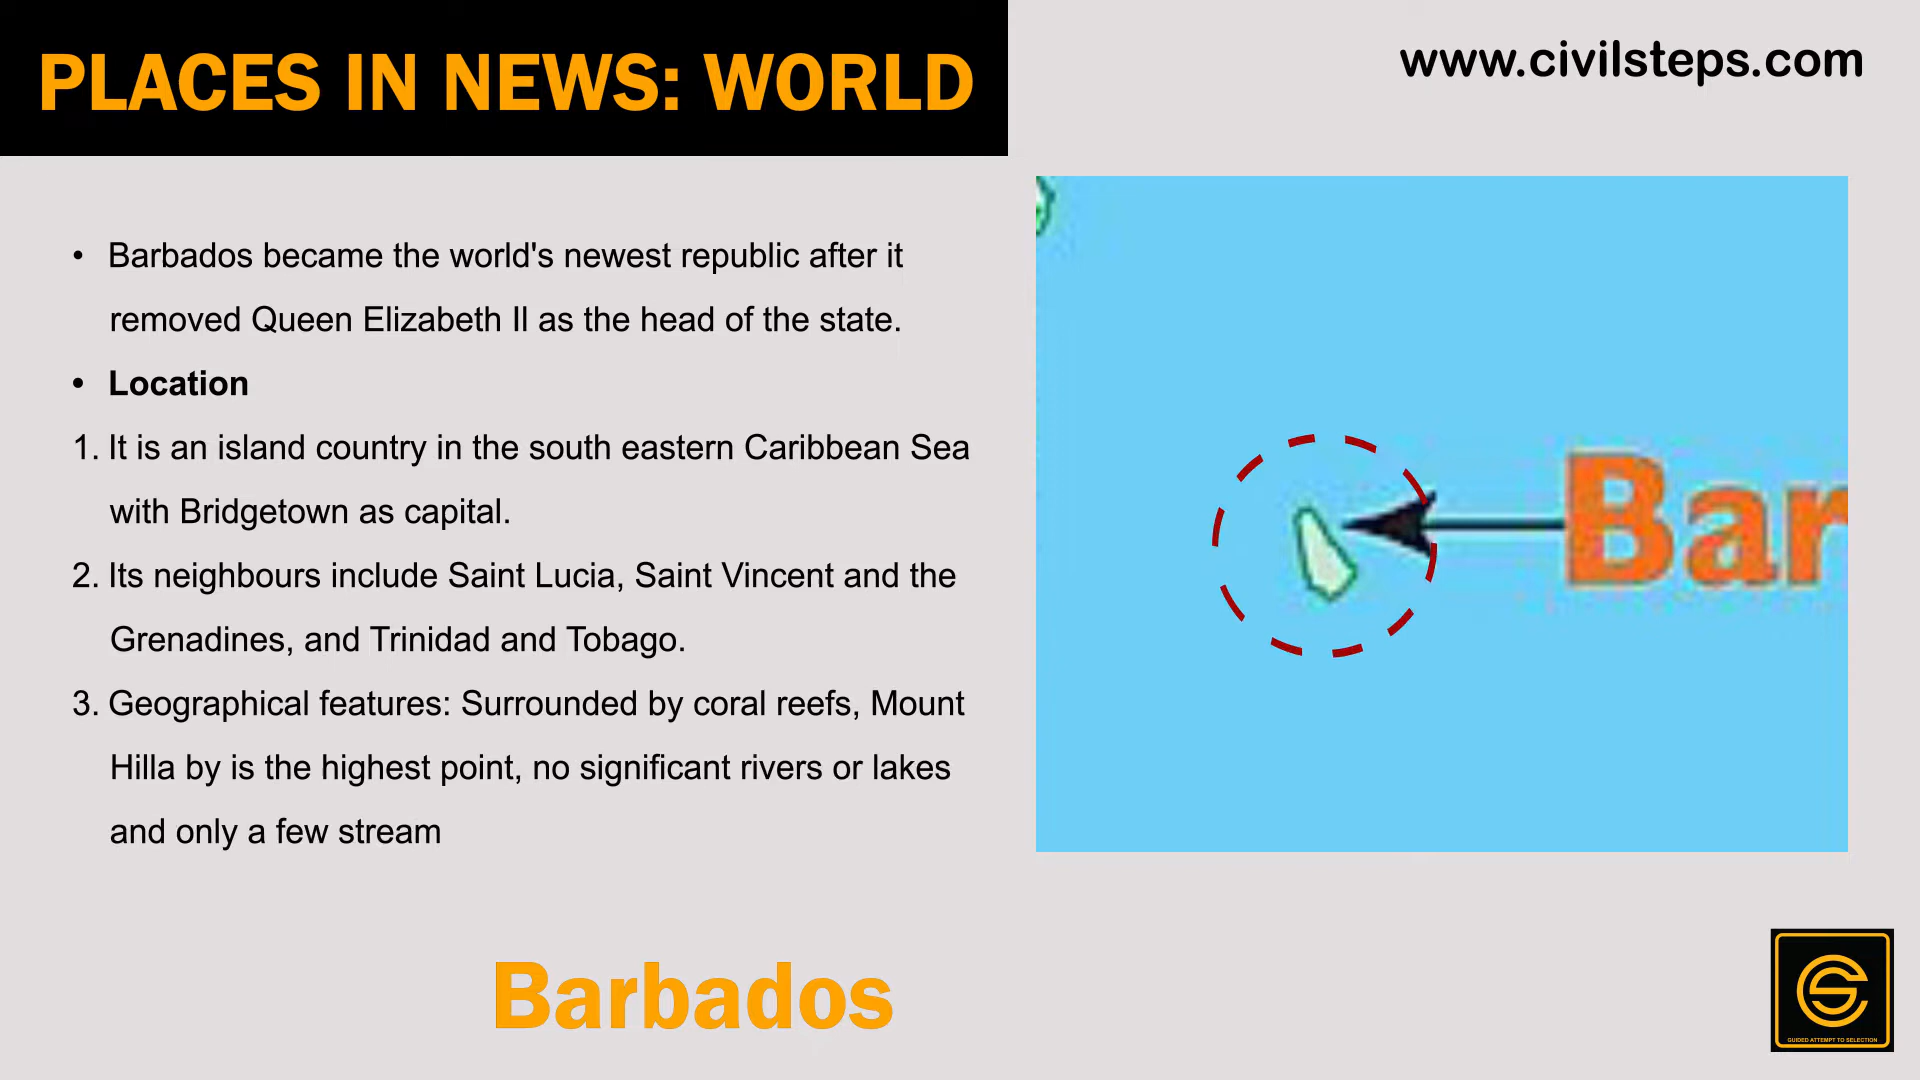 PLACES IN NEWS: WORLD
www.civilsteps.com
• Barbados became the world's newest republic after it
removed Queen Elizabeth II as the head of the state.
• Location
1. It is an island country in the south eastern Caribbean Sea
with Bridgetown as capital.
2. Its neighbours include Saint Lucia, Saint Vincent and the
Grenadines, and Trinidad and Tobago.
3. Geographical features: Surrounded by coral reefs, Mount
Hilla by is the highest point, no significant rivers or lakes
and only a few stream
Bar
Barbados
GUIDED ATTEMPT TO SELECTION